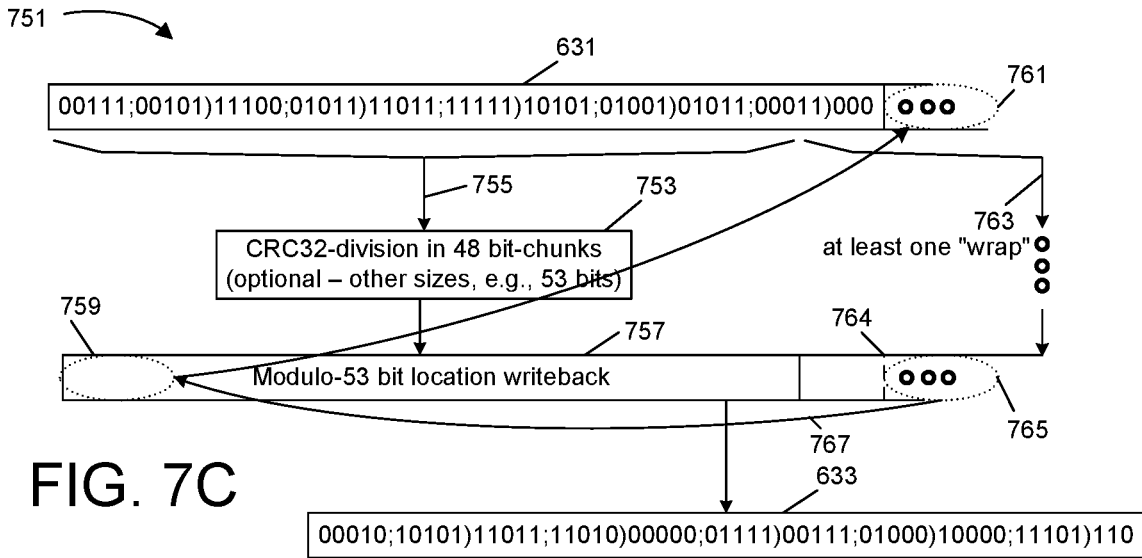 751
631
761
00111;00101)11100;01011)11011;11111)10101;01001)01011;00011)000
755
753
763
CRC32-division in 48 bit-chunks
(optional – other sizes, e.g., 53 bits)
at least one "wrap"
759
757
764
Modulo-53 bit location writeback
767
765
FIG. 7C
633
00010;10101)11011;11010)00000;01111)00111;01000)10000;11101)110